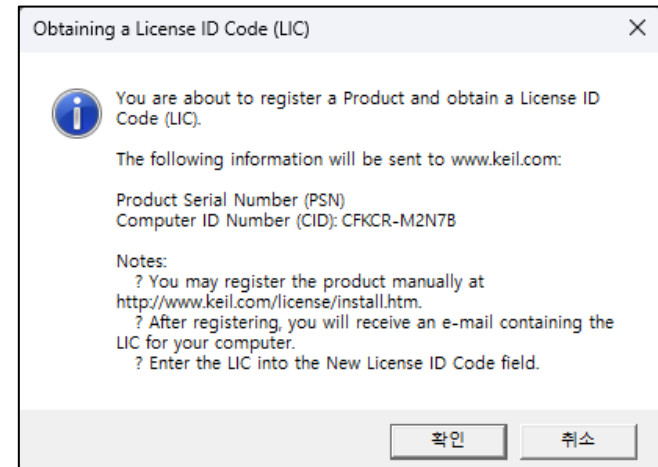 Obtaining a License ID Code (LIC)
You are about to register a Product and obtain a License ID
Code (LIC).
The following information will be sent to www.keil.com:
Product Serial Number (PSN)
Computer ID Number (CID): CFKCR-M2N7B
Notes:
? You may register the product manually at
http://www.keil.com/license/install.htm.
? After registering, you will receive an e-mail containing the
LIC for your computer.
? Enter the LIC into the New License ID Code field.
확인 취소